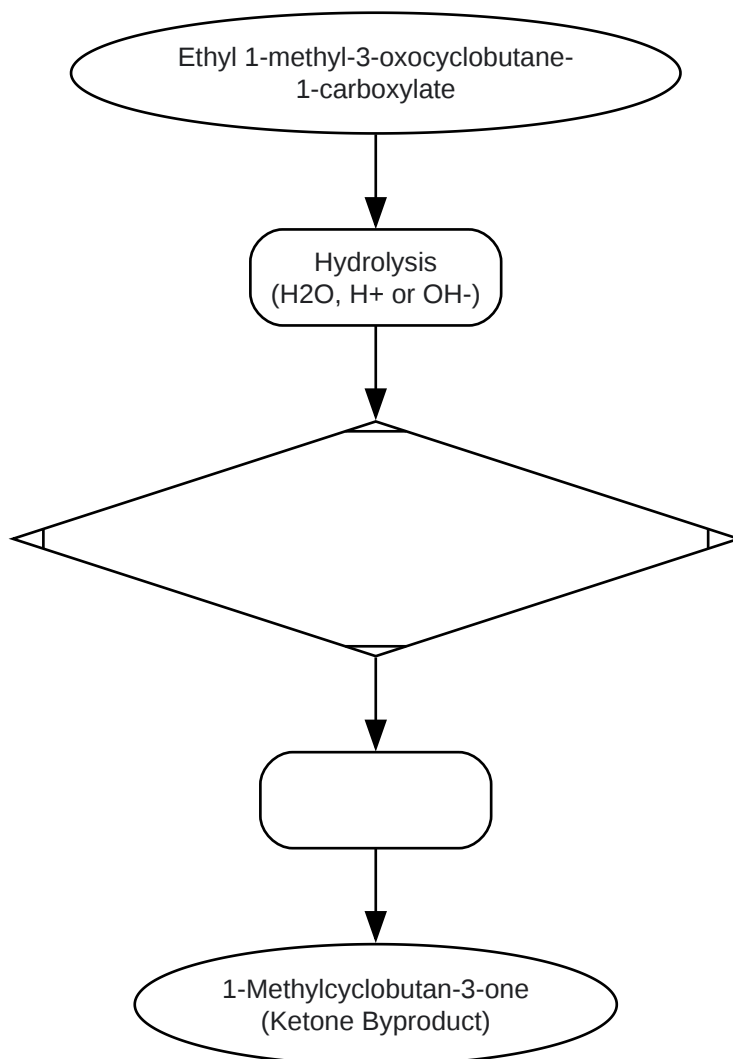 Ethyl 1-methyl-3-oxocyclobutane-
1-carboxylate
Hydrolysis
(H2O, H+ or OH-)
1-Methylcyclobutan-3-one
(Ketone Byproduct)